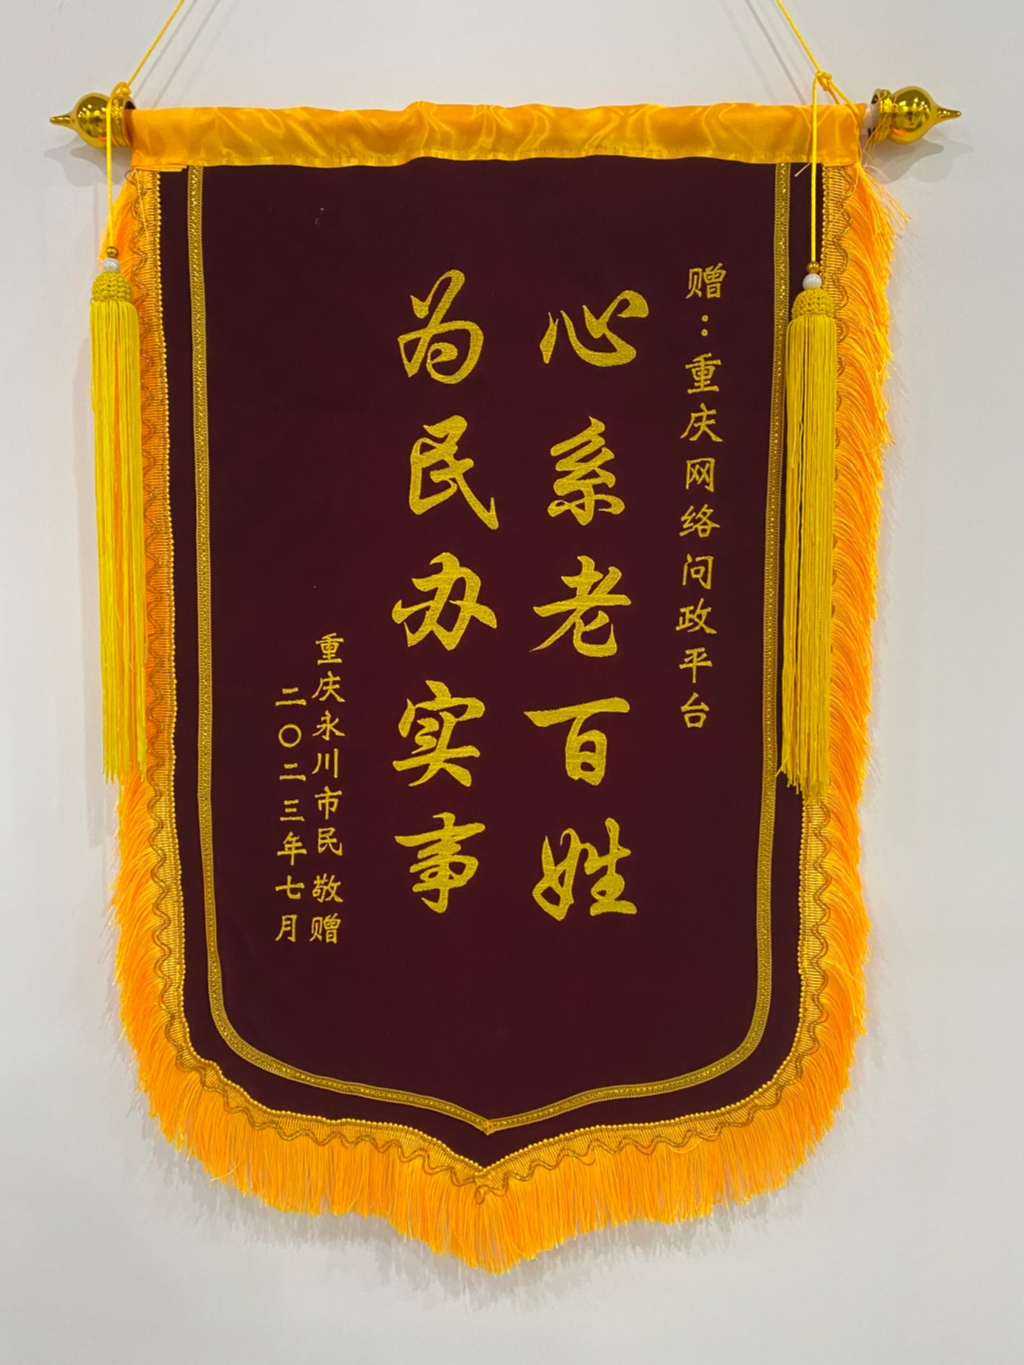 赠：重庆网络问政平台
心系老百姓
为民办实事
重庆永川市民 敬赠
二〇二三年七月